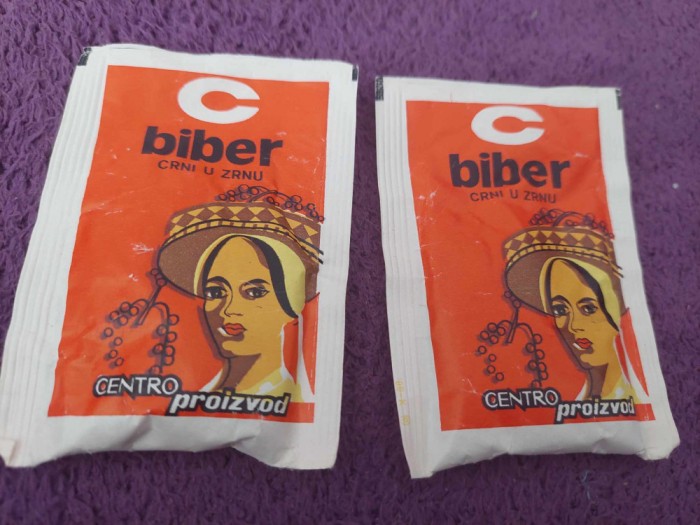 C
biber
CRNI U ZRNU
CENTRO
proizvod
C
biber
CRNI U ZRNU
CENTRO
proizvod